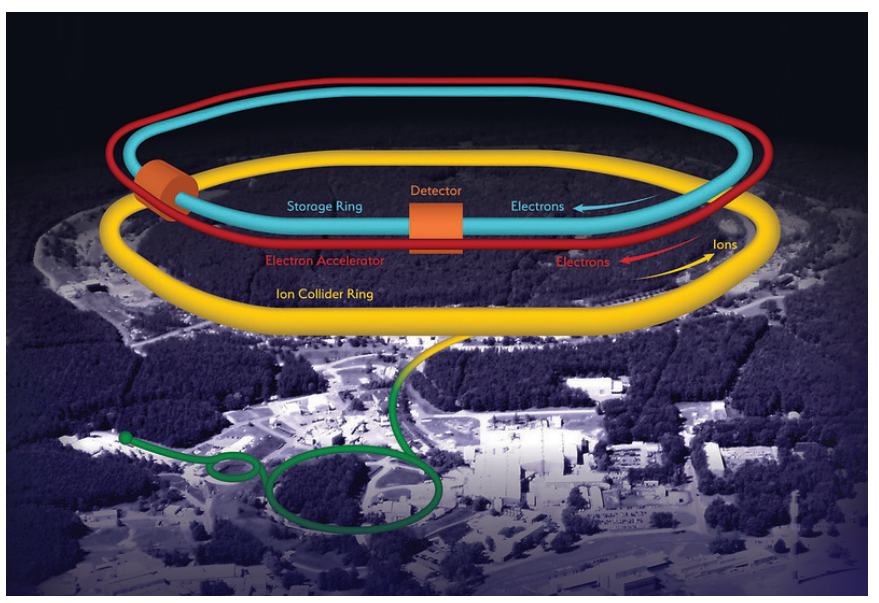 Detector
Storage Ring
Electrons
Ions
Electron Accelerator
Electrons
Ion Collider Ring